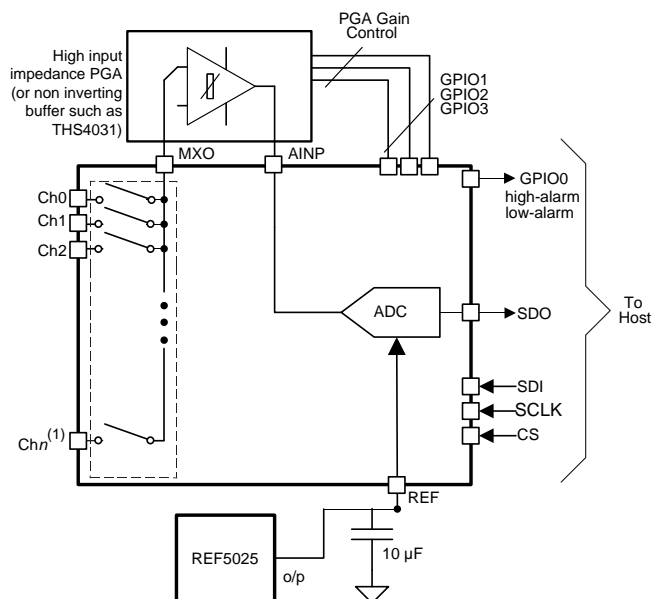 PGA Gain
Control
High input
impedance PGA
(or non inverting
buffer such as
THS4031)
GPIO1
GPIO2
GPIO3
MXO
AINP
Ch0
Ch1
Ch2
GPIO0
high-alarm
low-alarm
ADC
SDO
To
Host
SDI
SCLK
CS
Chn(1)
REF
REF5025
o/p
10 µF